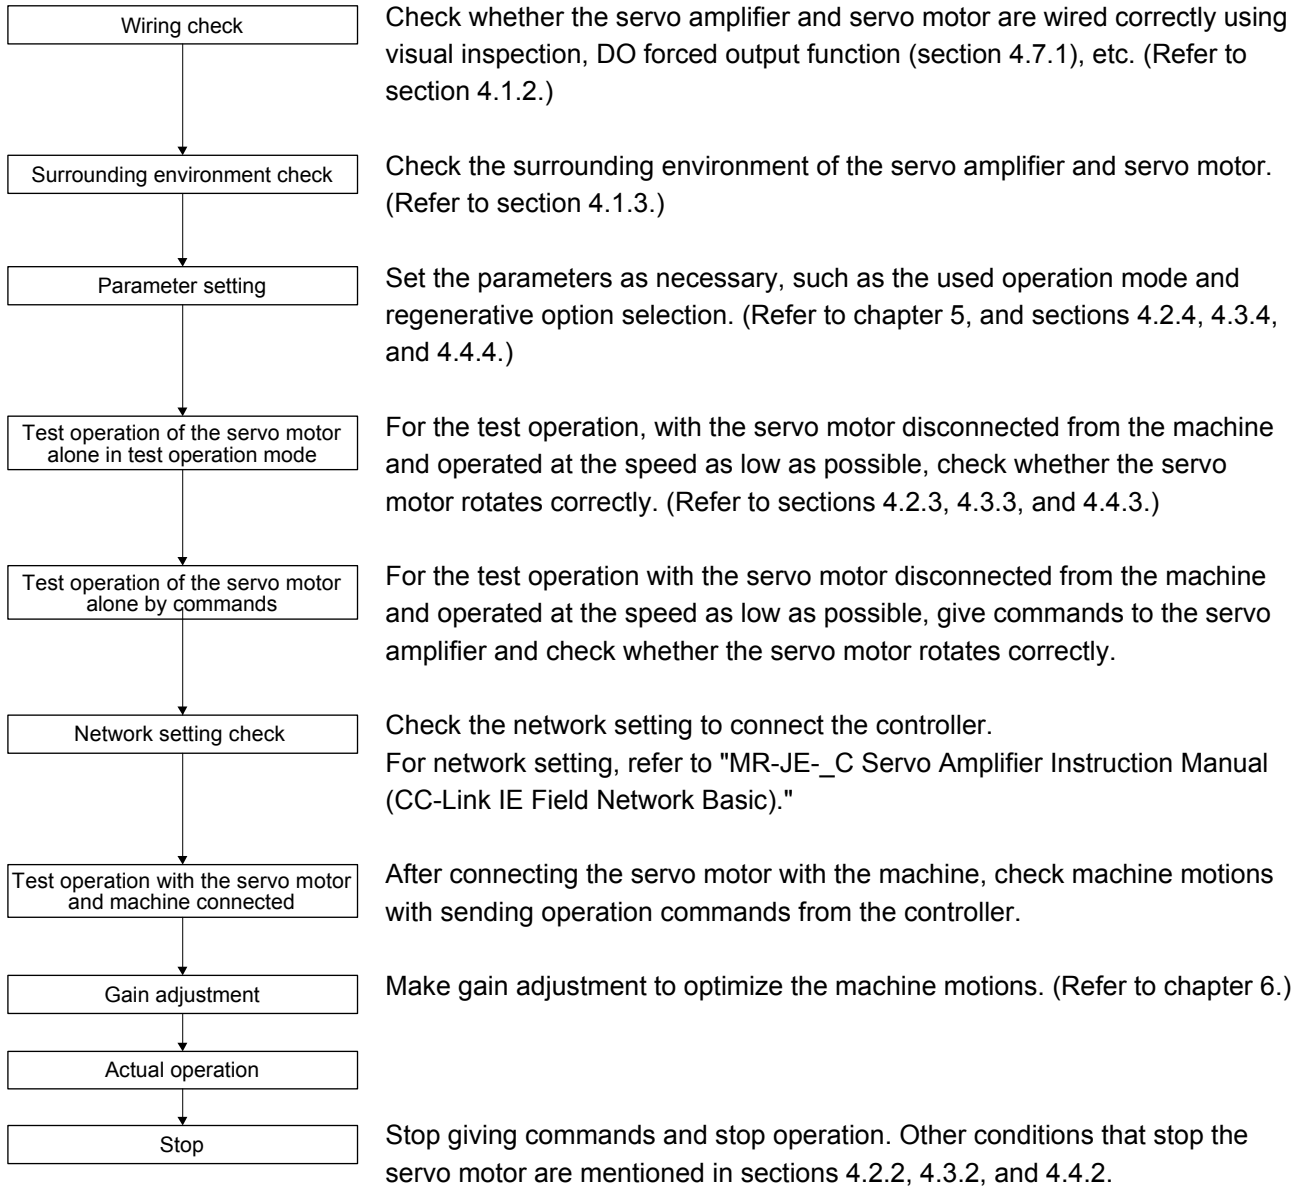 Wiring check
Check whether the servo amplifier and servo motor are wired correctly using
visual inspection, DO forced output function (section 4.7.1), etc. (Refer to
section 4.1.2.)
Surrounding environment check
Check the surrounding environment of the servo amplifier and servo motor.
(Refer to section 4.1.3.)
Parameter setting
Set the parameters as necessary, such as the used operation mode and
regenerative option selection. (Refer to chapter 5, and sections 4.2.4, 4.3.4,
and 4.4.4.)
Test operation of the servo motor
alone in test operation mode
For the test operation, with the servo motor disconnected from the machine
and operated at the speed as low as possible, check whether the servo
motor rotates correctly. (Refer to sections 4.2.3, 4.3.3, and 4.4.3.)
Test operation of the servo motor
alone by commands
For the test operation with the servo motor disconnected from the machine
and operated at the speed as low as possible, give commands to the servo
amplifier and check whether the servo motor rotates correctly.
Network setting check
Check the network setting to connect the controller.
For network setting, refer to "MR-JE-_C Servo Amplifier Instruction Manual
(CC-Link IE Field Network Basic)."
Test operation with the servo motor
and machine connected
After connecting the servo motor with the machine, check machine motions
with sending operation commands from the controller.
Gain adjustment
Make gain adjustment to optimize the machine motions. (Refer to chapter 6.)
Actual operation
Stop
Stop giving commands and stop operation. Other conditions that stop the
servo motor are mentioned in sections 4.2.2, 4.3.2, and 4.4.2.